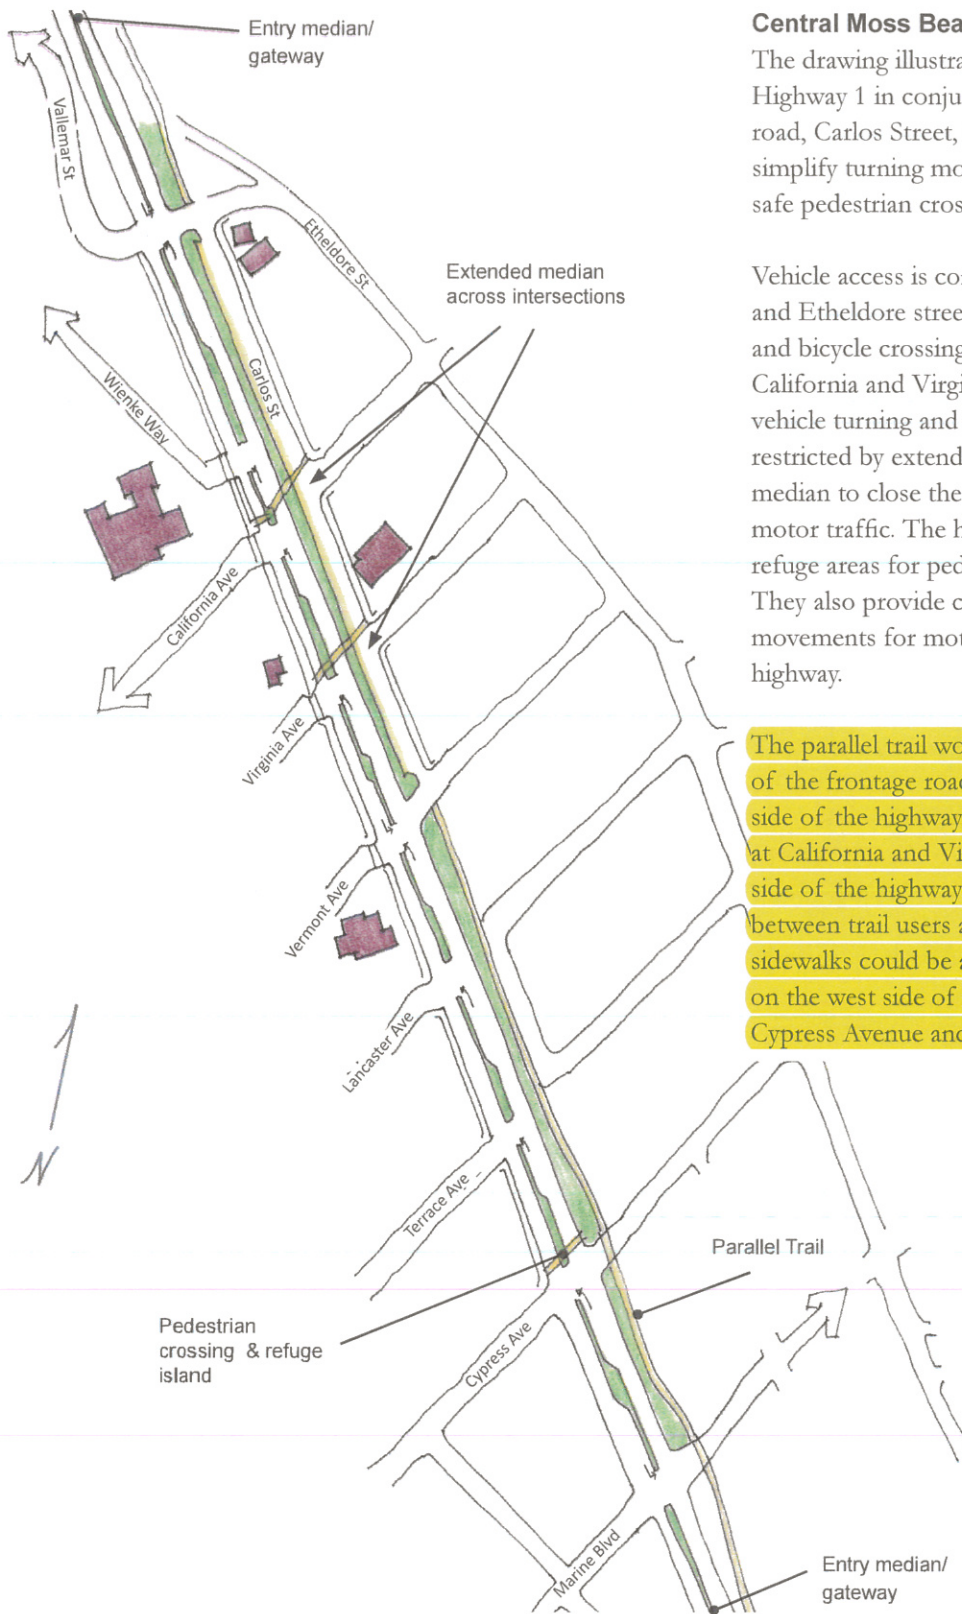 Entry median/
gateway
Vallemar St
Etheldore St
Extended median
across intersections
Wienke Way
Carlos St
California Ave
Virginia Ave
Vermont Ave
Lancaster Ave
Terrace Ave
Parallel Trail
Pedestrian
crossing & refuge
island
Cypress Ave
Marine Blvd
Entry median/
gateway
N
Central Moss Bea
The drawing illustra
Highway 1 in conju
road, Carlos Street,
simplify turning mo
safe pedestrian cros
Vehicle access is co
and Etheldore stree
and bicycle crossing
California and Virgi
vehicle turning and
restricted by extend
median to close the
motor traffic. The h
refuge areas for ped
They also provide c
movements for mot
highway.
The parallel trail wo
of the frontage roa
side of the highway
at California and Vi
side of the highway
between trail users a
sidewalks could be a
on the west side of
Cypress Avenue and